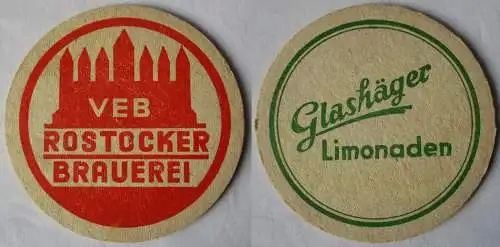 VEB
ROSTOCKER
BRAUEREI
Glashäger
Limonaden